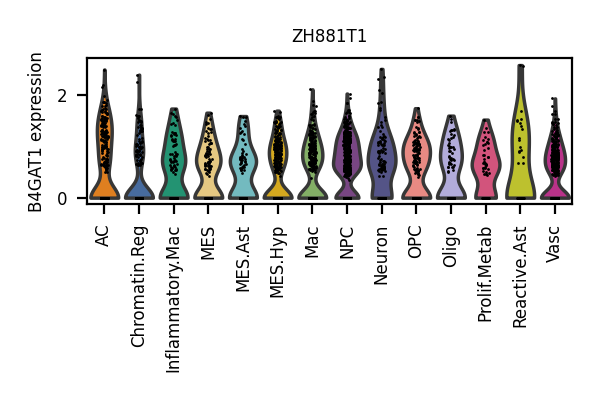 ZH881T1
B4GAT1 expression
2
0
AC
Chromatin.Reg
Inflammatory.Mac
MES
MES.Ast
MES.Hyp
Mac
NPC
Neuron
OPC
Oligo
Prolif.Metab
Reactive.Ast
Vasc